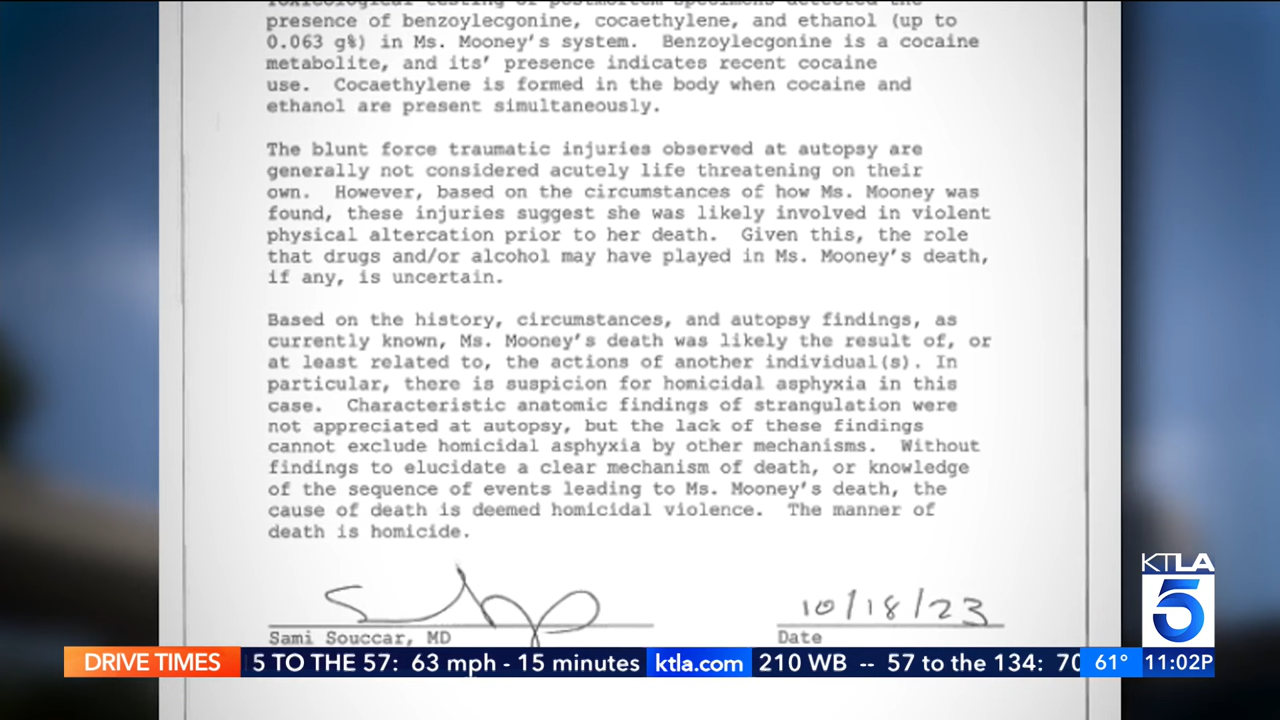 presence of benzoylecgonine, cocaethylene, and ethanol (up to
0.063 g%) in Ms. Mooney's system. Benzoylecgonine is a cocaine
metabolite, and its' presence indicates recent cocaine
use. Cocaethylene is formed in the body when cocaine and
ethanol are present simultaneously.
The blunt force traumatic injuries observed at autopsy are
generally not considered acutely life threatening on their
own. However, based on the circumstances of how Ms. Mooney was
found, these injuries suggest she was likely involved in violent
physical altercation prior to her death. Given this, the role
that drugs and/or alcohol may have played in Ms. Mooney's death,
if any, is uncertain.
Based on the history, circumstances, and autopsy findings, as
currently known, Ms. Mooney's death was likely the result of, or
at least related to, the actions of another individual(s). In
particular, there is suspicion for homicidal asphyxia in this
case. Characteristic anatomic findings of strangulation were
not appreciated at autopsy, but the lack of these findings
cannot exclude homicidal asphyxia by other mechanisms. Without
findings to elucidate a clear mechanism of death, or knowledge
of the sequence of events leading to Ms. Mooney's death, the
cause of death is deemed homicidal violence. The manner of
death is homicide.
10/18/23
Sami Souccar, MD Date
KTLA
5
DRIVE TIMES 5 TO THE 57: 63 mph - 15 minutes ktla.com 210 WB -- 57 to the 134: 70 61° 11:02P